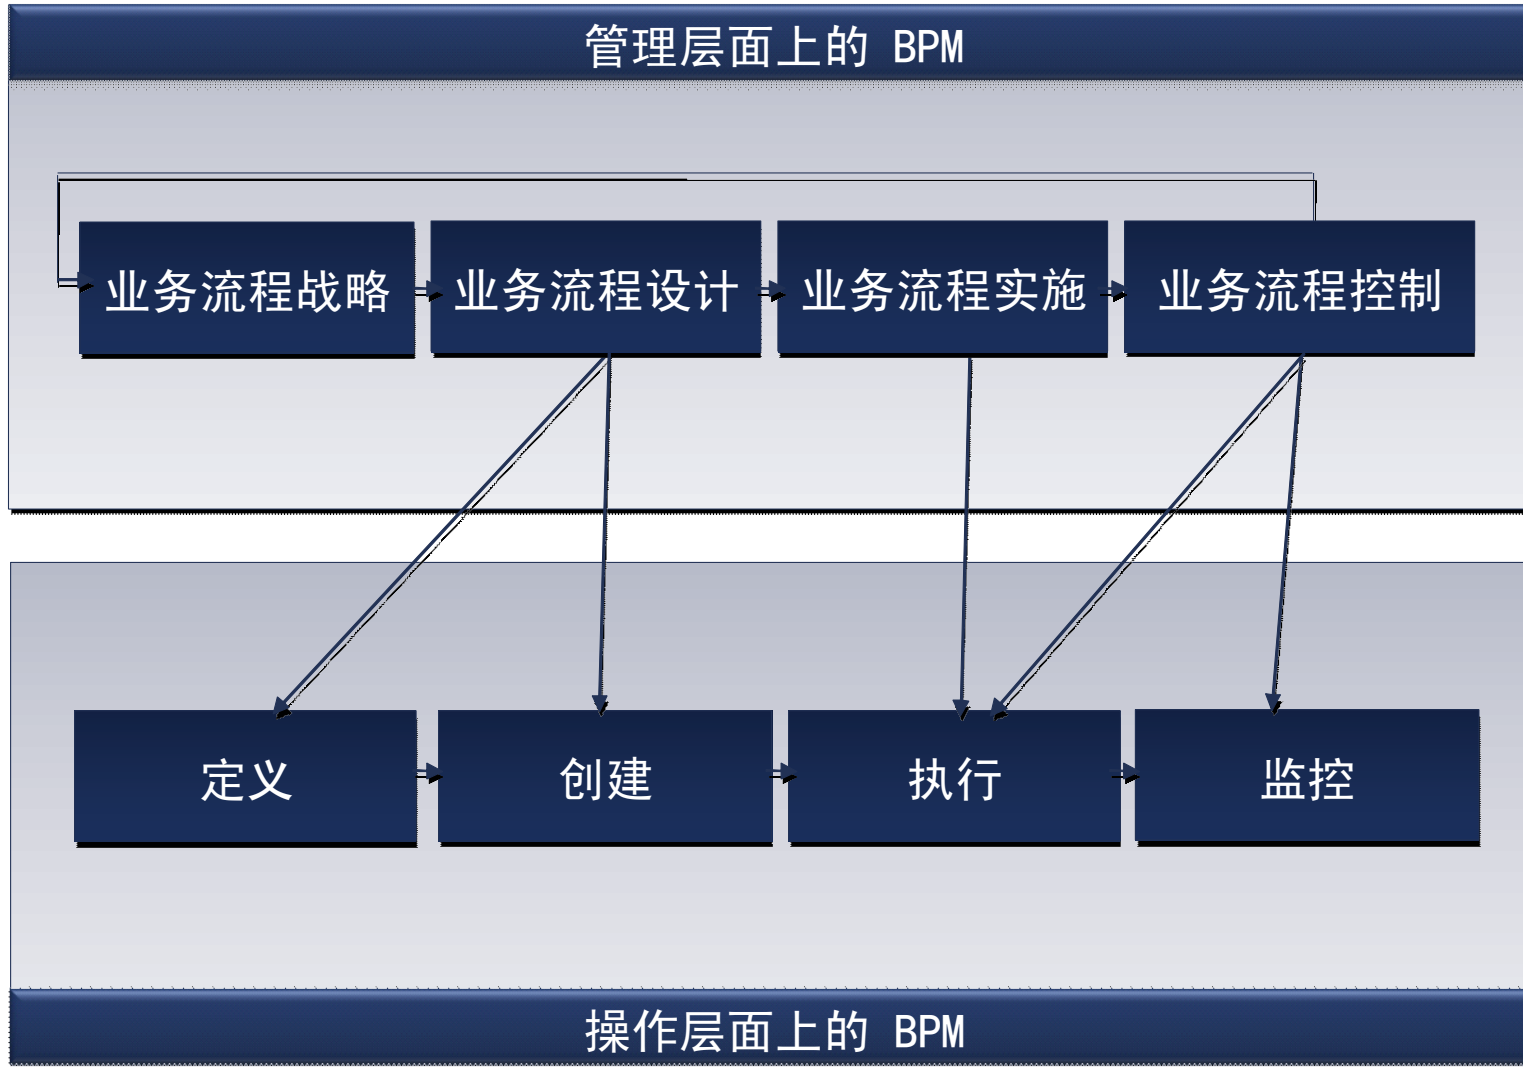 管理层面上的 BPM
业务流程战略
业务流程设计
业务流程实施
业务流程控制
定义
创建
执行
监控
操作层面上的 BPM